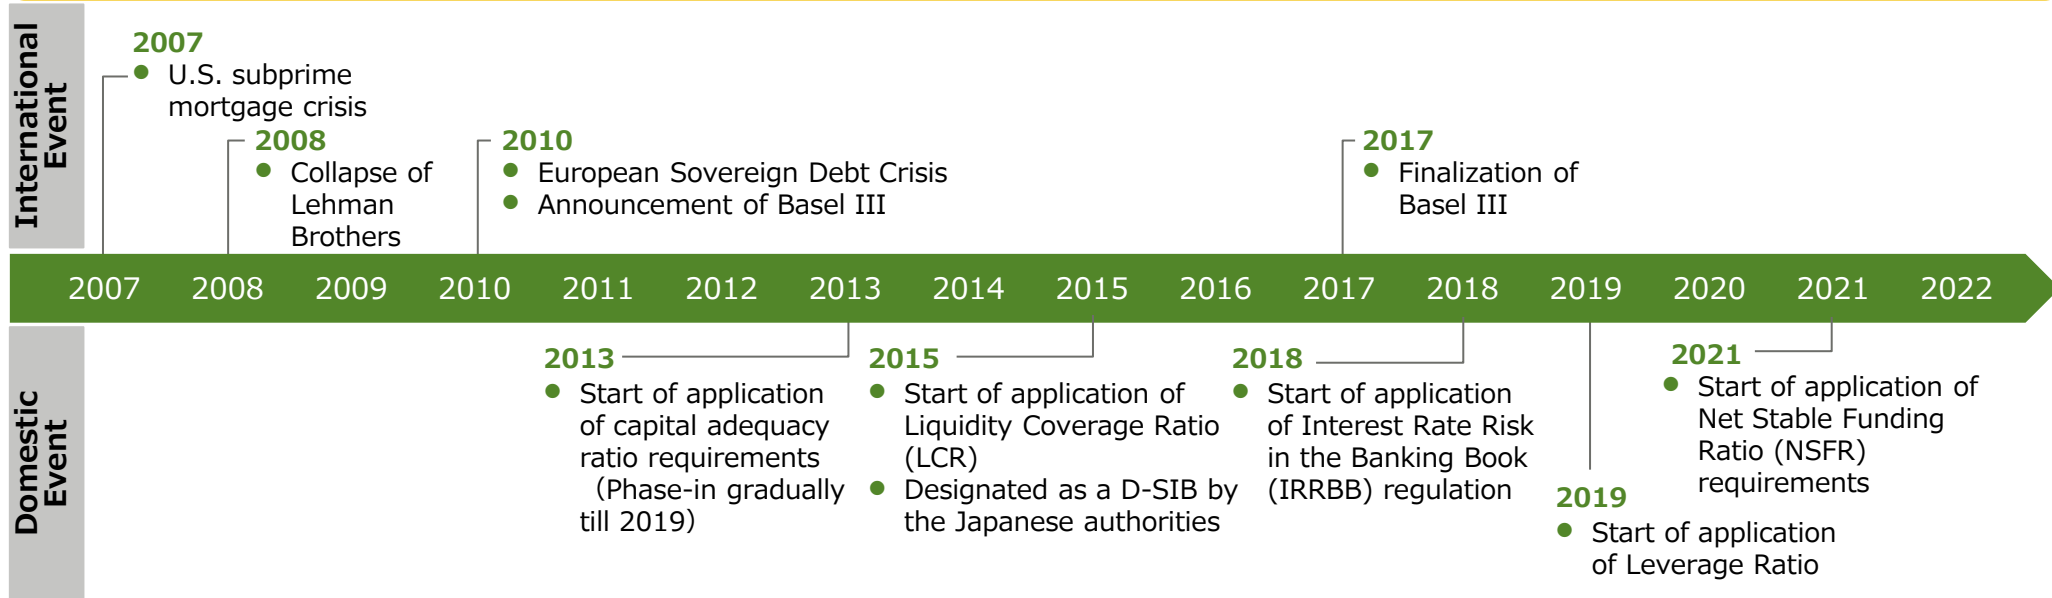 International
Event
2007
● U.S. subprime
mortgage crisis
2008
● Collapse of
Lehman
Brothers
2010
● European Sovereign Debt Crisis
● Announcement of Basel III
2017
● Finalization of
Basel III
2007 2008 2009 2010 2011 2012 2013 2014 2015 2016 2017 2018 2019 2020 2021 2022
Domestic
Event
2013
● Start of application
of capital adequacy
ratio requirements
（Phase-in gradually
till 2019）
2015
● Start of application of
Liquidity Coverage Ratio
(LCR)
● Designated as a D-SIB by
the Japanese authorities
2018
● Start of application
of Interest Rate Risk
in the Banking Book
(IRRBB) regulation
2019
● Start of application
of Leverage Ratio
2021
● Start of application of
Net Stable Funding
Ratio (NSFR)
requirements